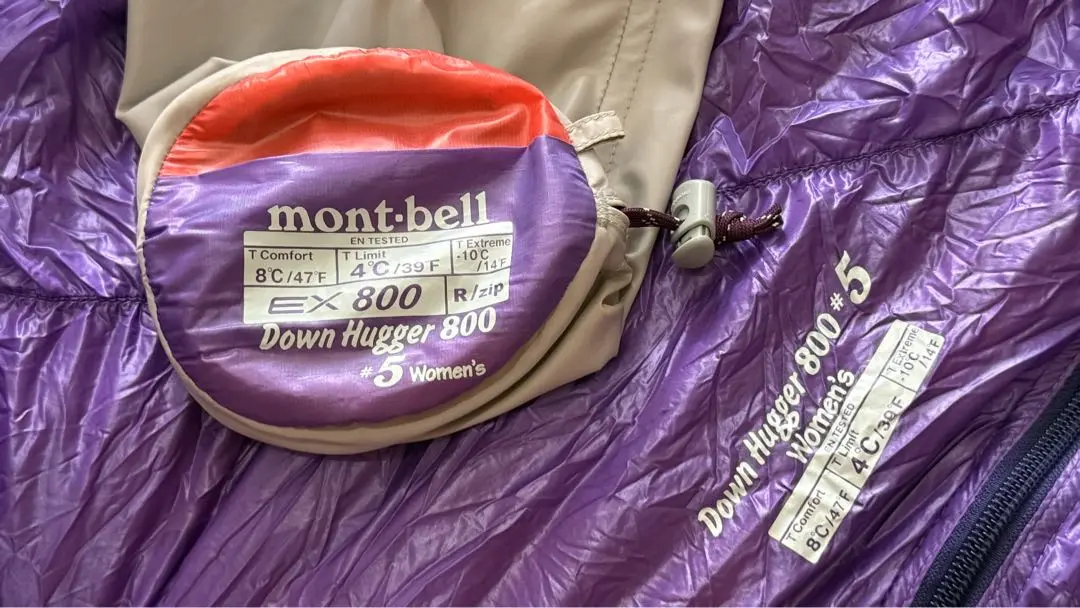 mont·bell
EN TESTED
T Comfort
8°C/47°F
T Limit
4°C/39°F
T Extreme
-10°C
/14°F
EX 800
R/zip
Down Hugger 800
#5 Women's
Down Hugger 800 #5
Women's
EN TESTED
T Comfort
8°C/47°F
T Limit
4°C/39°F
T Extreme
-10°C
/14°F